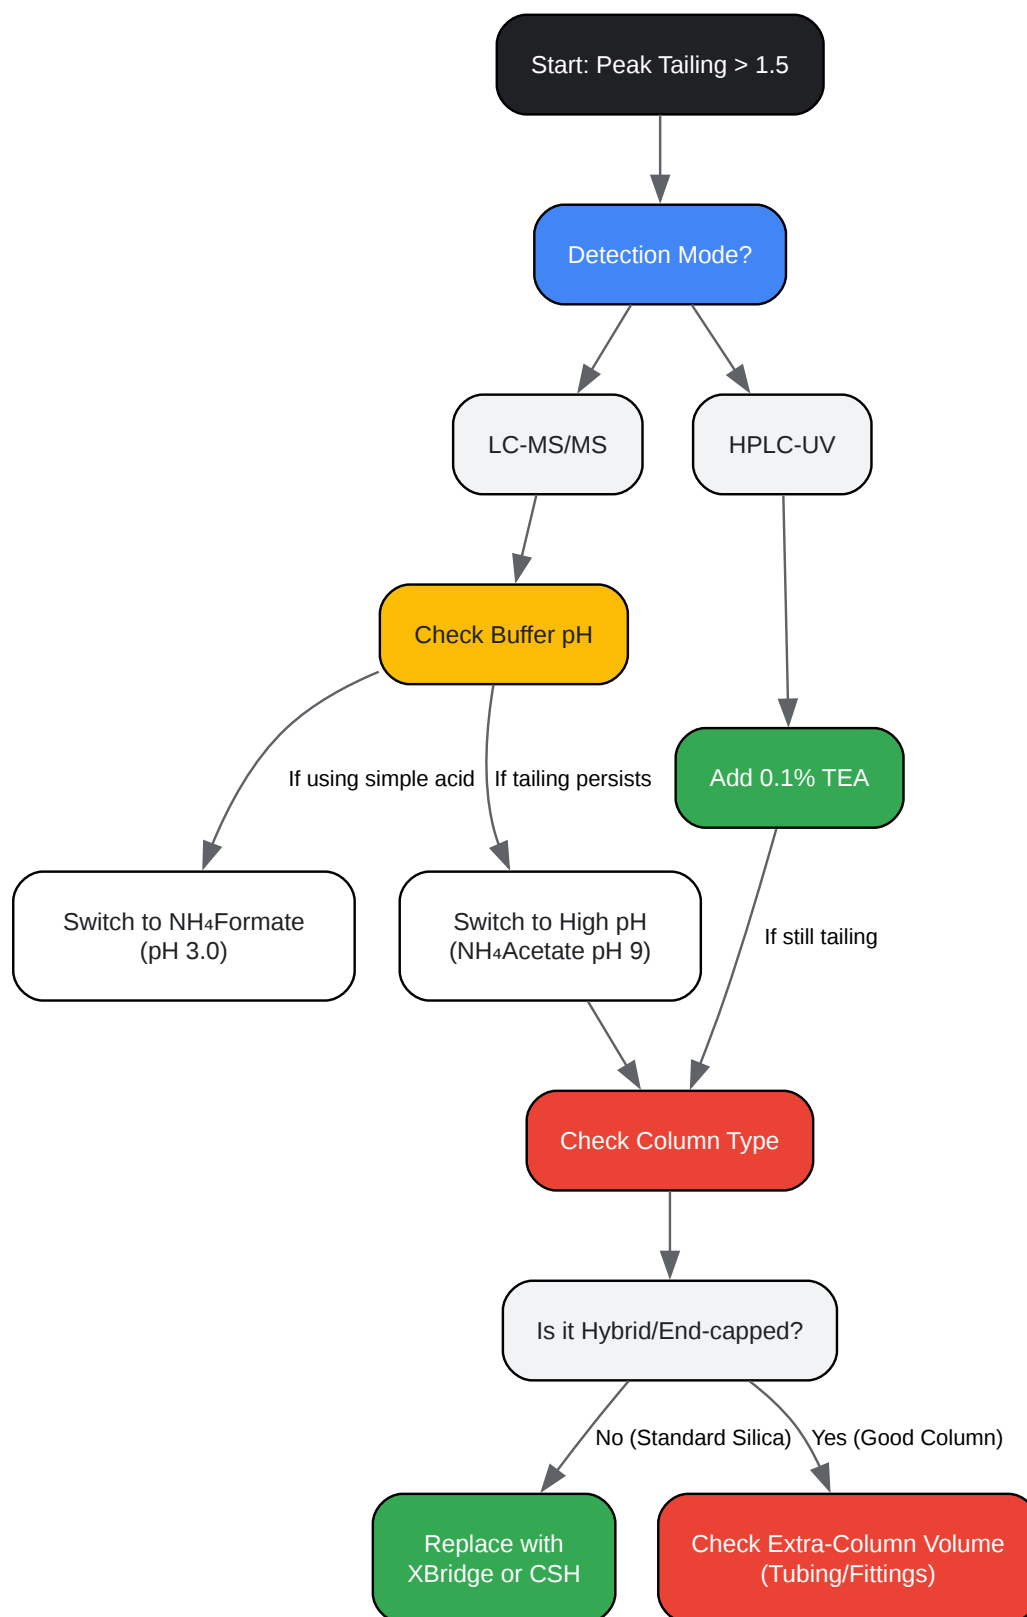 Start: Peak Tailing > 1.5
Detection Mode?
LC-MS/MS
HPLC-UV
Check Buffer pH
If using simple acid
If tailing persists
Add 0.1% TEA
Switch to NH₄Formate
(pH 3.0)
Switch to High pH
(NH₄Acetate pH 9)
If still tailing
Check Column Type
Is it Hybrid/End-capped?
No (Standard Silica)
Yes (Good Column)
Replace with
XBridge or CSH
Check Extra-Column Volume
(Tubing/Fittings)